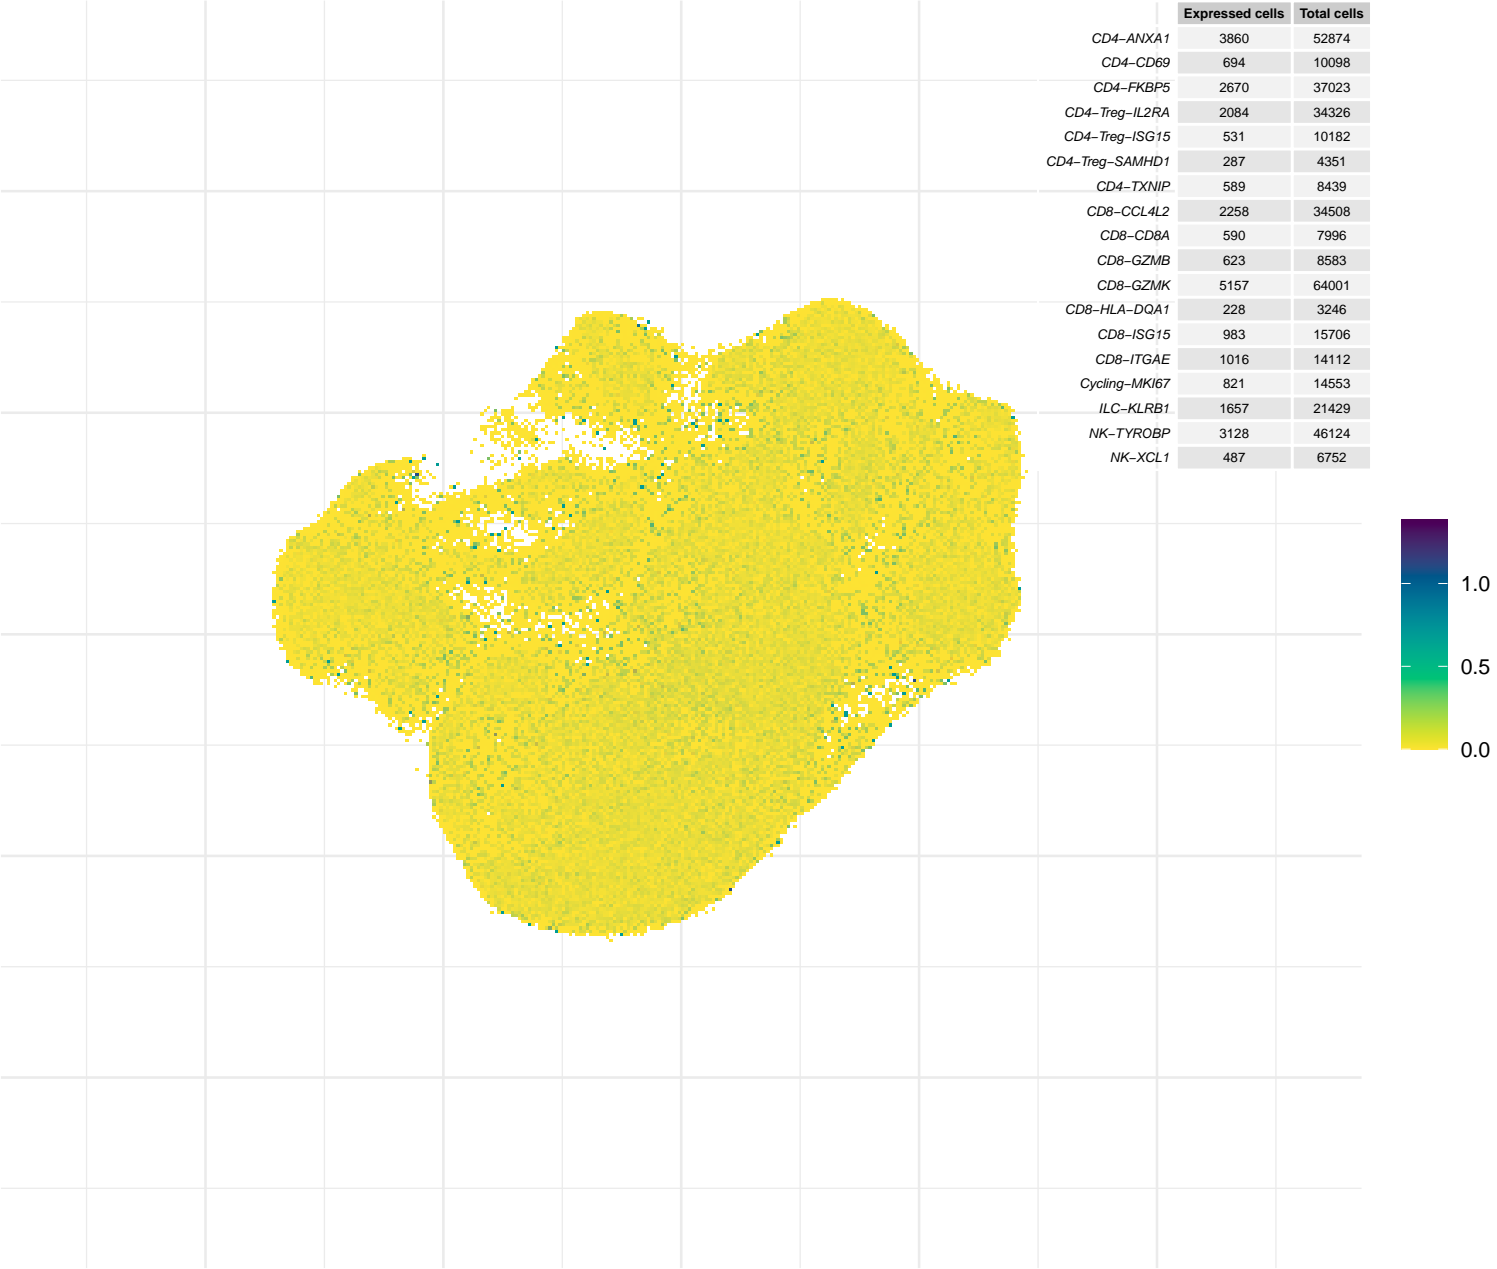 Expressed cells Total cells
CD4−ANXA1 3860 52874
CD4−CD69 694 10098
CD4−FKBP5 2670 37023
CD4−Treg−IL2RA 2084 34326
CD4−Treg−ISG15 531 10182
CD4−Treg−SAMHD1 287 4351
CD4−TXNIP 589 8439
CD8−CCL4L2 2258 34508
CD8−CD8A 590 7996
CD8−GZMB 623 8583
CD8−GZMK 5157 64001
CD8−HLA−DQA1 228 3246
CD8−ISG15 983 15706
CD8−ITGAE 1016 14112
Cycling−MKI67 821 14553
ILC−KLRB1 1657 21429
NK−TYROBP 3128 46124
NK−XCL1 487 6752
1.0
0.5
0.0